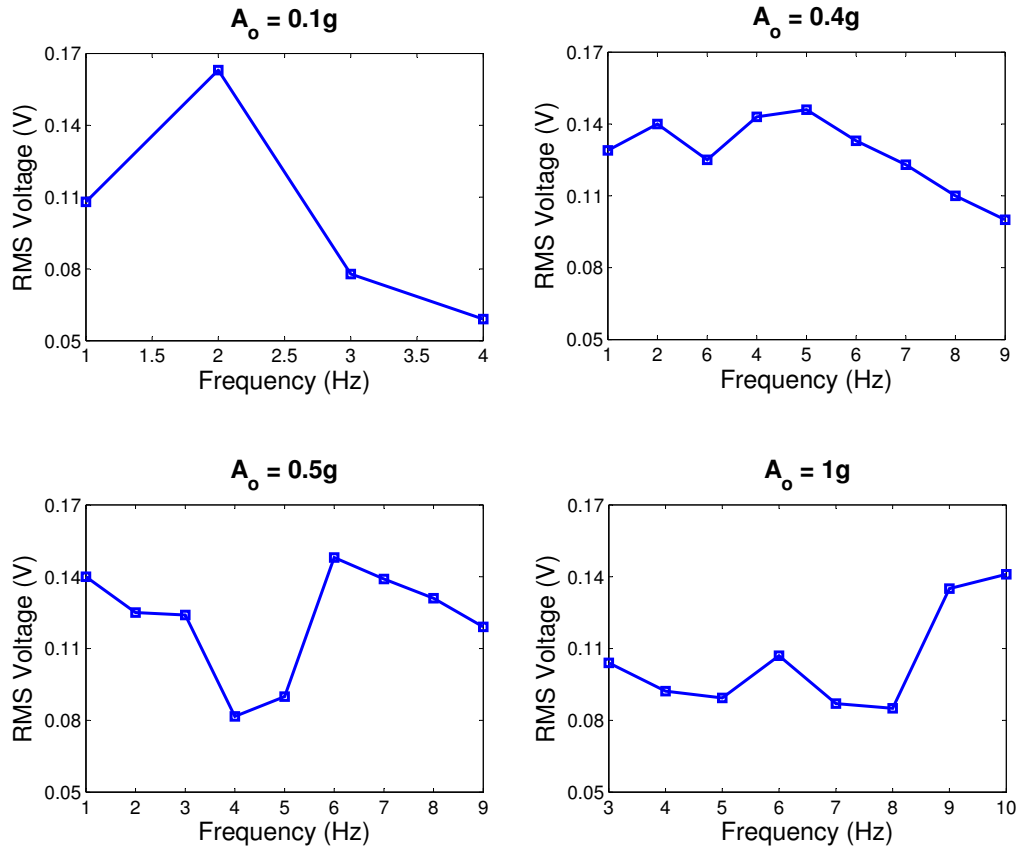 A_o = 0.1g
0.17
0.14
0.11
0.08
0.05
RMS Voltage (V)
1 1.5 2 2.5 3 3.5 4
Frequency (Hz)
A_o = 0.4g
0.17
0.14
0.11
0.08
0.05
RMS Voltage (V)
1 2 6 4 5 6 7 8 9
Frequency (Hz)
A_o = 0.5g
0.17
0.14
0.11
0.08
0.05
RMS Voltage (V)
1 2 3 4 5 6 7 8 9
Frequency (Hz)
A_o = 1g
0.17
0.14
0.11
0.08
0.05
RMS Voltage (V)
3 4 5 6 7 8 9 10
Frequency (Hz)